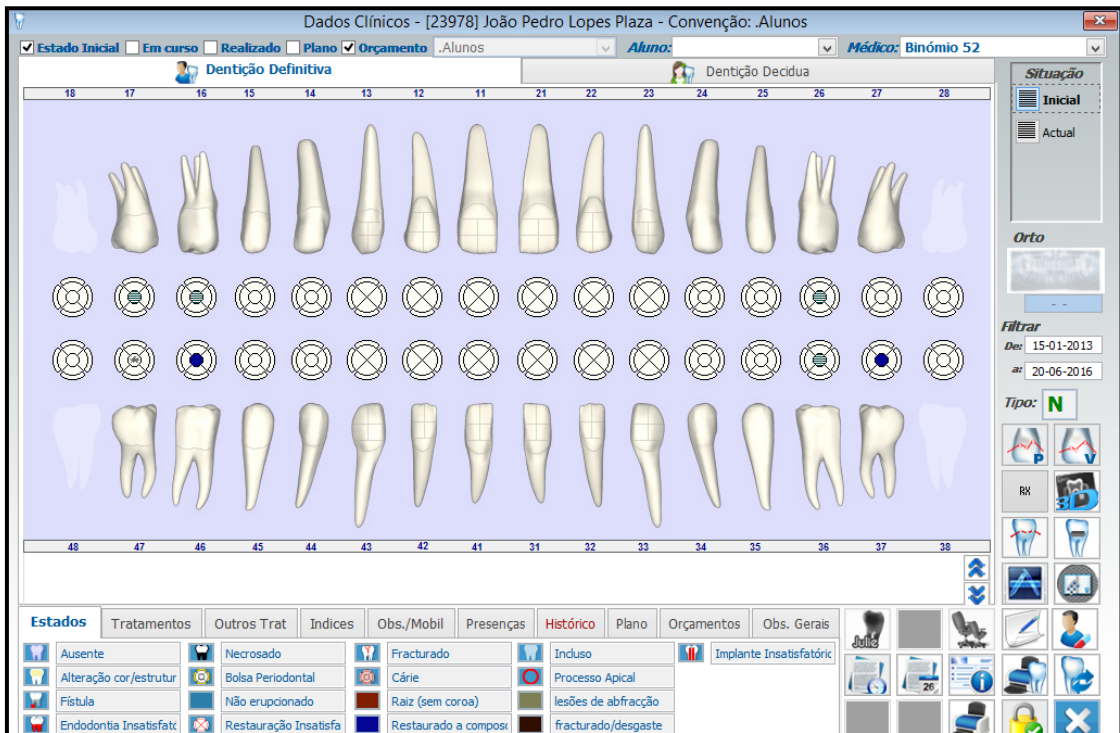 Dados Clínicos - [23978] João Pedro Lopes Plaza - Convenção: .Alunos
Estado Inicial Em curso Realizado Plano Orçamento .Alunos Aluno: Médico: Binómio 52
Dentição Definitiva Dentição Decidua
Situação
18 17 16 15 14 13 12 11 21 22 23 24 25 26 27 28
Inicial
Actual
Orto
- -
Filtrar
De: 15-01-2013
a: 20-06-2016
Tipo: N
P V
RX 3D
48 47 46 45 44 43 42 41 31 32 33 34 35 36 37 38
Estados Tratamentos Outros Trat Indices Obs./Mobil Presenças Histórico Plano Orçamentos Obs. Gerais
Julie
Ausente Necrosado Fracturado Incluso Implante Insatisfatóric
Alteração cor/estrutur Bolsa Periodontal Cárie Processo Apical
26
Fístula Não erupcionado Raiz (sem coroa) lesões de abfracção
Endodontia Insatisfatć Restauração Insatisfa Restaurado a composi fracturado/desgaste